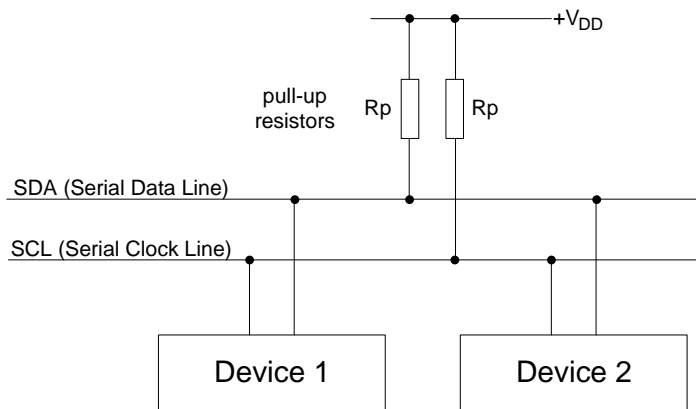 +VDD
pull-up
resistors
Rp
Rp
SDA (Serial Data Line)
SCL (Serial Clock Line)
Device 1
Device 2